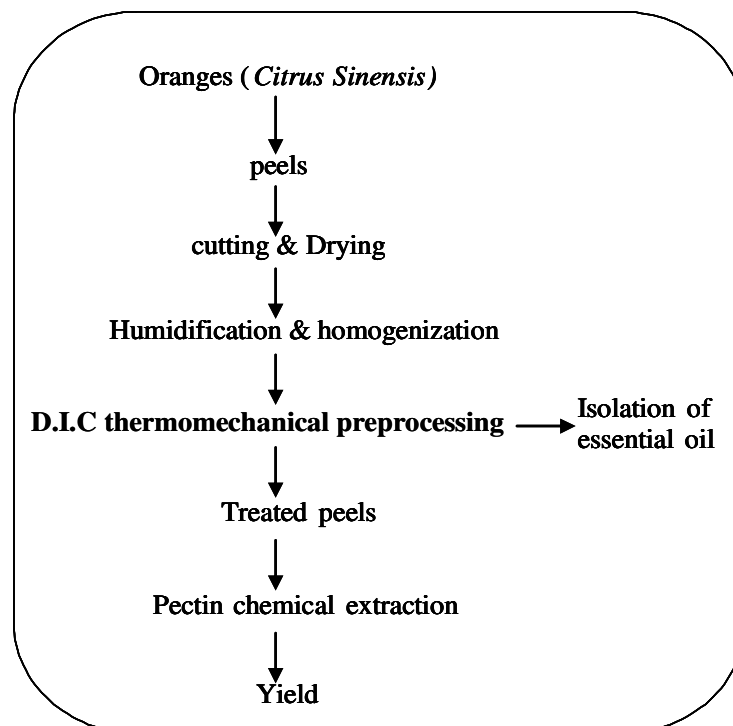 Oranges ( Citrus Sinensis)
peels
cutting & Drying
Humidification & homogenization
D.I.C thermomechanical preprocessing
Isolation of
essential oil
Treated peels
Pectin chemical extraction
Yield